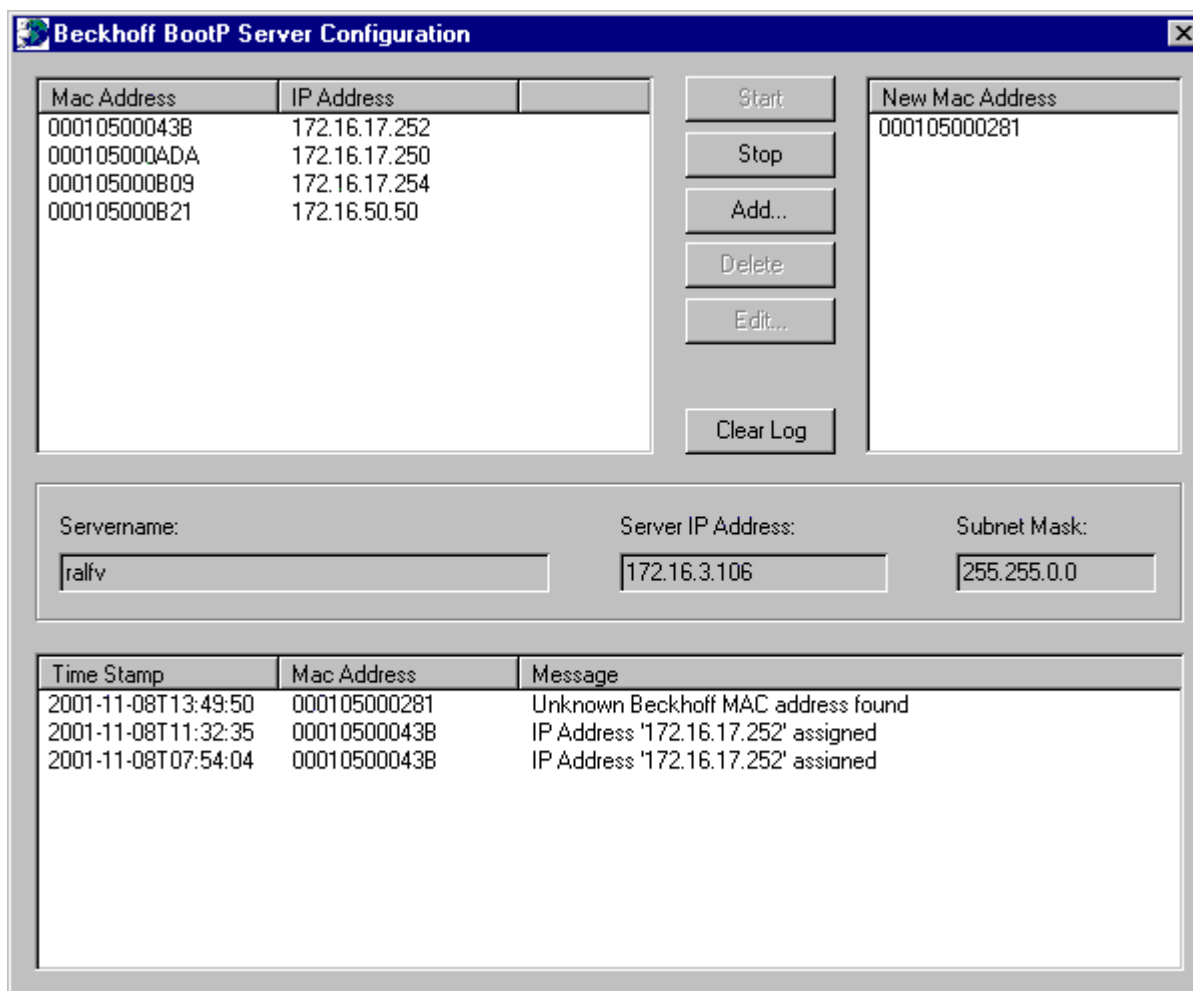 Beckhoff BootP Server Configuration
Mac Address IP Address
00010500043B 172.16.17.252
000105000ADA 172.16.17.250
000105000B09 172.16.17.254
000105000B21 172.16.50.50
Start
Stop
Add...
Delete
Edit...
Clear Log
New Mac Address
000105000281
Servername: Server IP Address: Subnet Mask:
ralfv 172.16.3.106 255.255.0.0
Time Stamp Mac Address Message
2001-11-08T13:49:50 000105000281 Unknown Beckhoff MAC address found
2001-11-08T11:32:35 00010500043B IP Address '172.16.17.252' assigned
2001-11-08T07:54:04 00010500043B IP Address '172.16.17.252' assigned